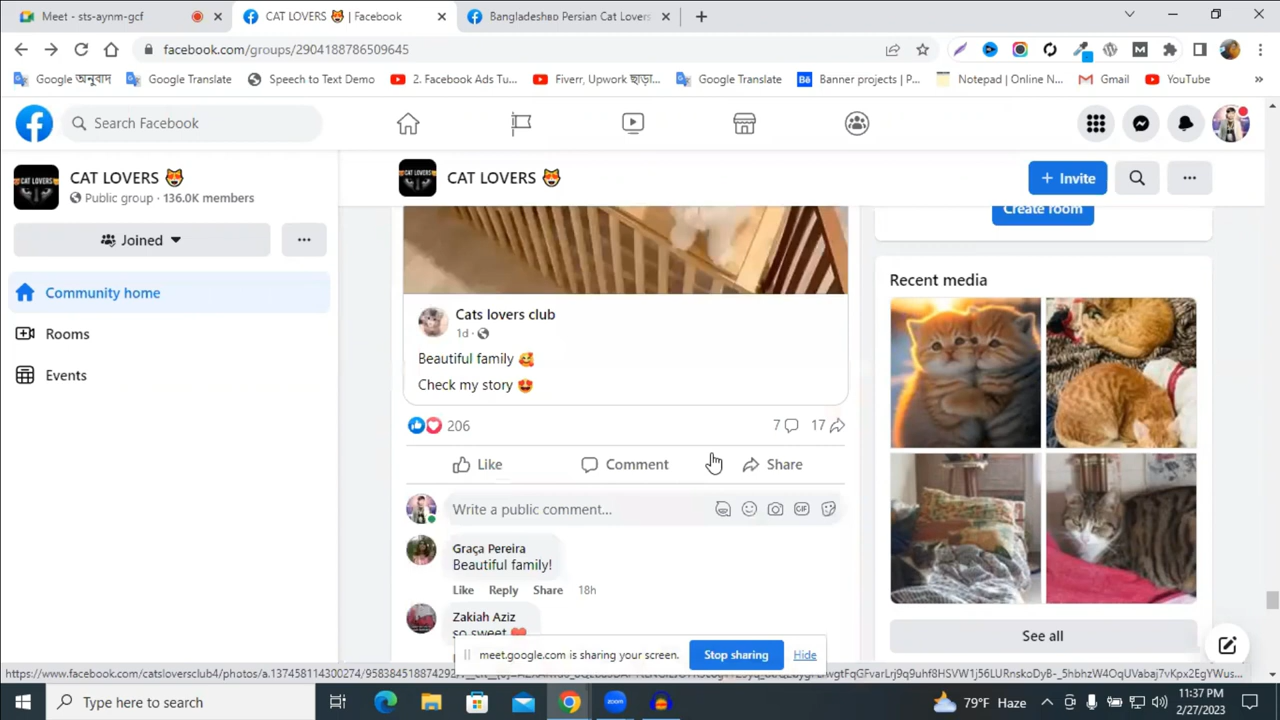 Meet - sts-aynm-gcf
CAT LOVERS 😻 | Facebook
Bangladeshвр Persian Cat Lovers
facebook.com/groups/2904188786509645
Google অনুবাদ
Google Translate
Speech to Text Demo
2. Facebook Ads Tu...
Fiverr, Upwork ছাড়া...
Google Translate
Banner projects | P...
Notepad | Online N...
Gmail
YouTube
Search Facebook
CAT LOVERS 😻
Public group · 136.0K members
Joined
Community home
Rooms
Events
CAT LOVERS 😻
+ Invite
Create room
Cats lovers club
1d ·
Beautiful family 🥰
Check my story 😍
206
7
17
Like
Comment
Share
Write a public comment...
GIF
Graça Pereira
Beautiful family!
Like Reply Share 18h
Zakiah Aziz
so sweet ❤️
Recent media
See all
meet.google.com is sharing your screen.
Stop sharing
Hide
Type here to search
79°F Haze
11:37 PM
2/27/2023